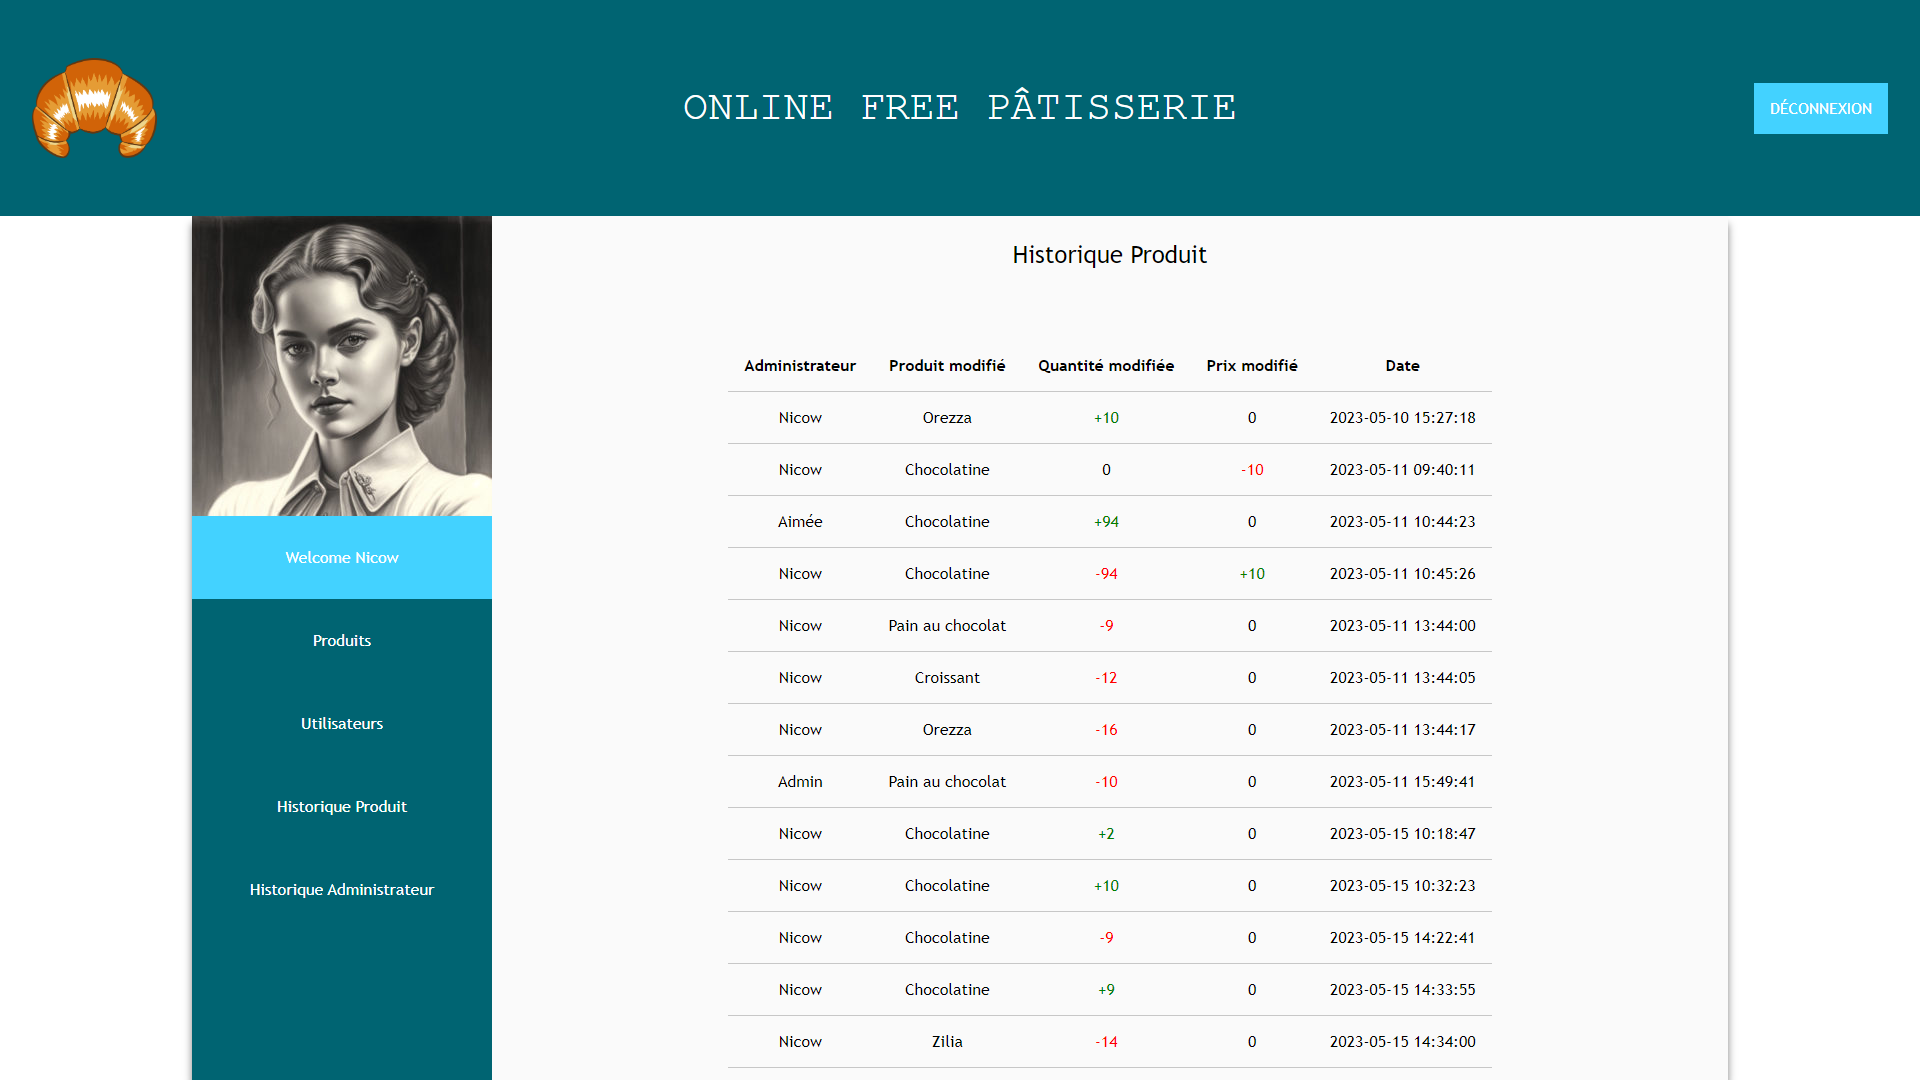 ONLINE FREE PÂTISSERIE
DÉCONNEXION
Welcome Nicow
Produits
Utilisateurs
Historique Produit
Historique Administrateur
Historique Produit
Administrateur Produit modifié Quantité modifiée Prix modifié Date
Nicow Orezza +10 0 2023-05-10 15:27:18
Nicow Chocolatine 0 -10 2023-05-11 09:40:11
Aimée Chocolatine +94 0 2023-05-11 10:44:23
Nicow Chocolatine -94 +10 2023-05-11 10:45:26
Nicow Pain au chocolat -9 0 2023-05-11 13:44:00
Nicow Croissant -12 0 2023-05-11 13:44:05
Nicow Orezza -16 0 2023-05-11 13:44:17
Admin Pain au chocolat -10 0 2023-05-11 15:49:41
Nicow Chocolatine +2 0 2023-05-15 10:18:47
Nicow Chocolatine +10 0 2023-05-15 10:32:23
Nicow Chocolatine -9 0 2023-05-15 14:22:41
Nicow Chocolatine +9 0 2023-05-15 14:33:55
Nicow Zilia -14 0 2023-05-15 14:34:00